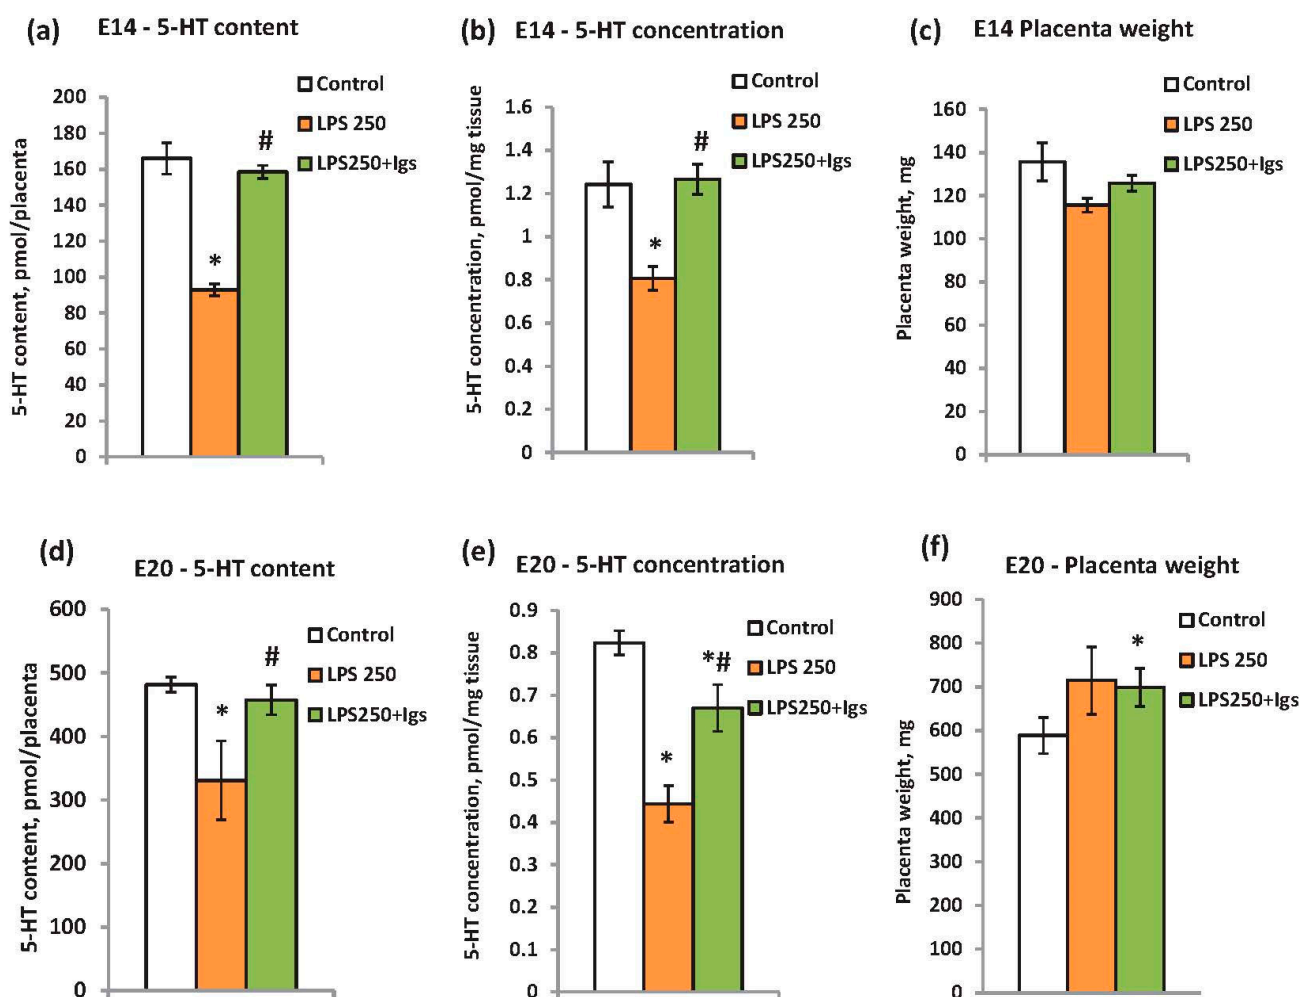 (a) E14 - 5-HT content
5-HT content, pmol/placenta
200
180
160
140
120
100
80
60
40
20
0
*
#
Control
LPS 250
LPS250+Igs
(b) E14 - 5-HT concentration
5-HT concentration, pmol/mg tissue
1.6
1.4
1.2
1
0.8
0.6
0.4
0.2
0
*
#
Control
LPS 250
LPS250+Igs
(c) E14 Placenta weight
Placenta weight, mg
160
140
120
100
80
60
40
20
0
Control
LPS 250
LPS250+Igs
(d) E20 - 5-HT content
5-HT content, pmol/placenta
600
500
400
300
200
100
0
*
#
Control
LPS 250
LPS250+Igs
(e) E20 - 5-HT concentration
5-HT concentration, pmol/mg tissue
0.9
0.8
0.7
0.6
0.5
0.4
0.3
0.2
0.1
0
*
*#
Control
LPS 250
LPS250+Igs
(f) E20 - Placenta weight
Placenta weight, mg
900
800
700
600
500
400
300
200
100
0
*
Control
LPS 250
LPS250+Igs